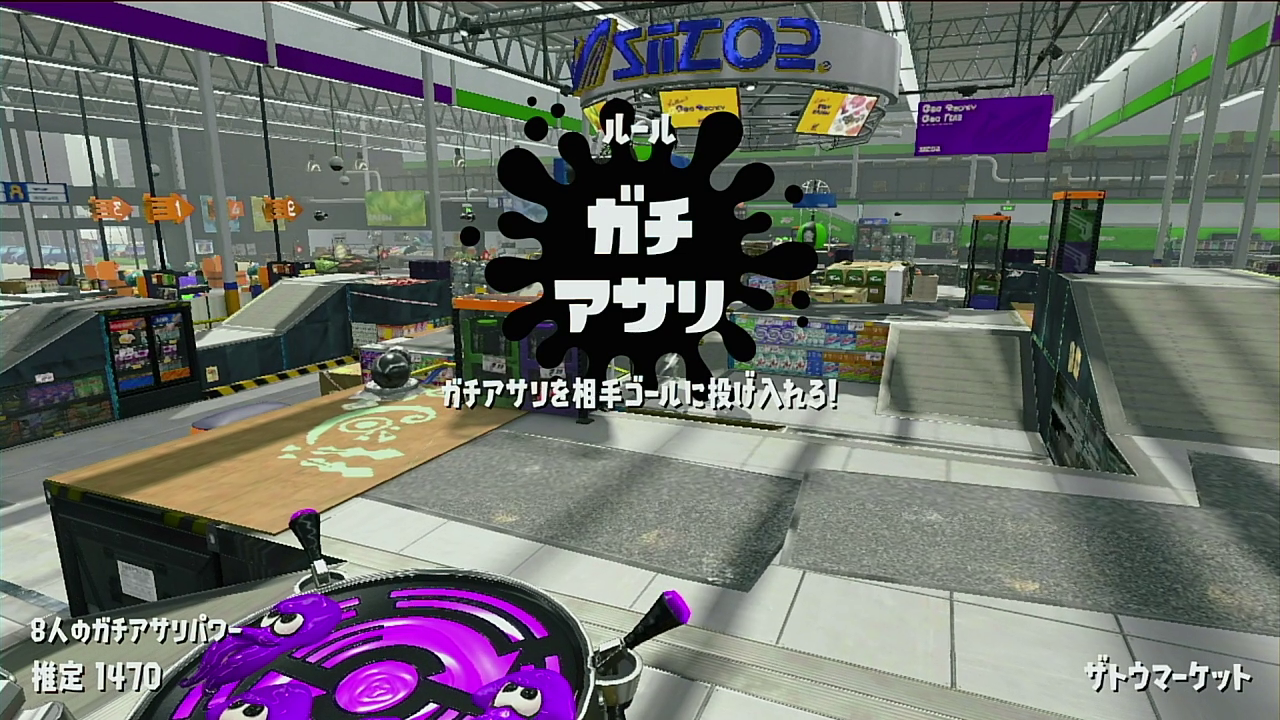 ルール
ガチ
アサリ
ガチアサリを相手ゴールに投げ入れろ!
8人のガチアサリパワー
推定 1470
ザトウマーケット